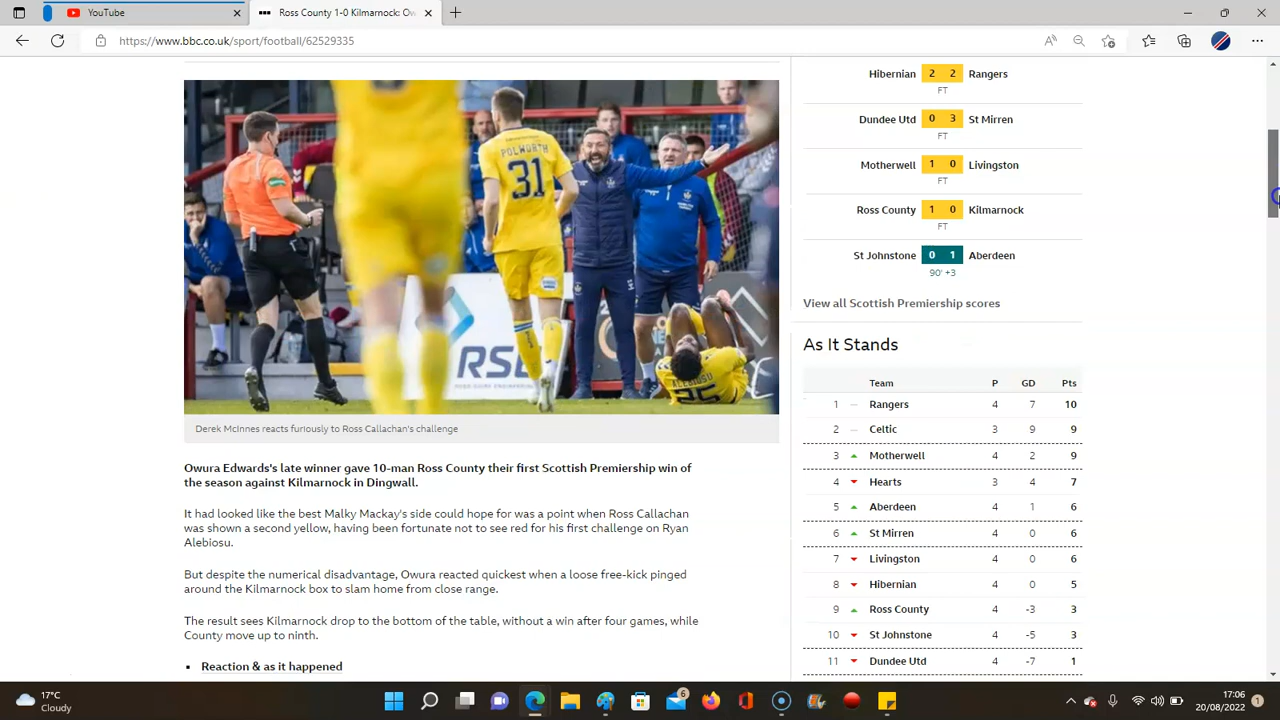 YouTube
Ross County 1-0 Kilmarnock: Ow
https://www.bbc.co.uk/sport/football/62529335
POLWORTH
31
RSL
ALEBIOSU
25
Derek McInnes reacts furiously to Ross Callachan's challenge
Owura Edwards's late winner gave 10-man Ross County their first Scottish Premiership win of
the season against Kilmarnock in Dingwall.
It had looked like the best Malky Mackay's side could hope for was a point when Ross Callachan
was shown a second yellow, having been fortunate not to see red for his first challenge on Ryan
Alebiosu.
But despite the numerical disadvantage, Owura reacted quickest when a loose free-kick pinged
around the Kilmarnock box to slam home from close range.
The result sees Kilmarnock drop to the bottom of the table, without a win after four games, while
County move up to ninth.
Reaction & as it happened
Hibernian 2 2 Rangers
FT
Dundee Utd 0 3 St Mirren
FT
Motherwell 1 0 Livingston
FT
Ross County 1 0 Kilmarnock
FT
St Johnstone 0 1 Aberdeen
90' +3
View all Scottish Premiership scores
As It Stands
Team P GD Pts
1 Rangers 4 7 10
2 Celtic 3 9 9
3 Motherwell 4 2 9
4 Hearts 3 4 7
5 Aberdeen 4 1 6
6 St Mirren 4 0 6
7 Livingston 4 0 6
8 Hibernian 4 0 5
9 Ross County 4 -3 3
10 St Johnstone 4 -5 3
11 Dundee Utd 4 -7 1
17°C
Cloudy
6
17:06
20/08/2022
1